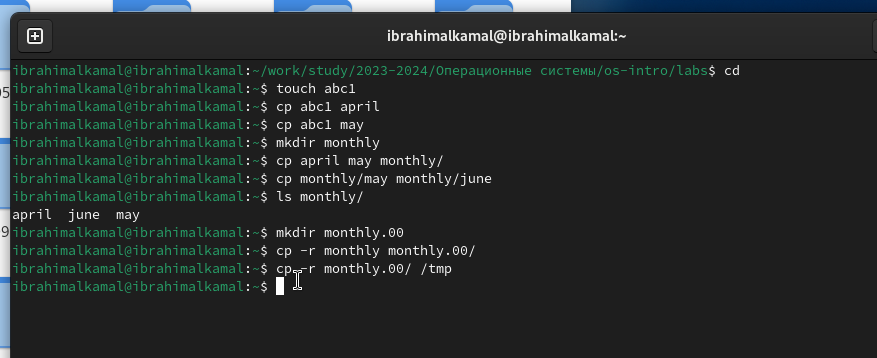 ibrahimalkamal@ibrahimalkamal:~
ibrahimalkamal@ibrahimalkamal:~/work/study/2023-2024/Операционные системы/os-intro/labs$ cd
ibrahimalkamal@ibrahimalkamal:~$ touch abc1
ibrahimalkamal@ibrahimalkamal:~$ cp abc1 april
ibrahimalkamal@ibrahimalkamal:~$ cp abc1 may
ibrahimalkamal@ibrahimalkamal:~$ mkdir monthly
ibrahimalkamal@ibrahimalkamal:~$ cp april may monthly/
ibrahimalkamal@ibrahimalkamal:~$ cp monthly/may monthly/june
ibrahimalkamal@ibrahimalkamal:~$ ls monthly/
april  june  may
ibrahimalkamal@ibrahimalkamal:~$ mkdir monthly.00
ibrahimalkamal@ibrahimalkamal:~$ cp -r monthly monthly.00/
ibrahimalkamal@ibrahimalkamal:~$ cp -r monthly.00/ /tmp
ibrahimalkamal@ibrahimalkamal:~$